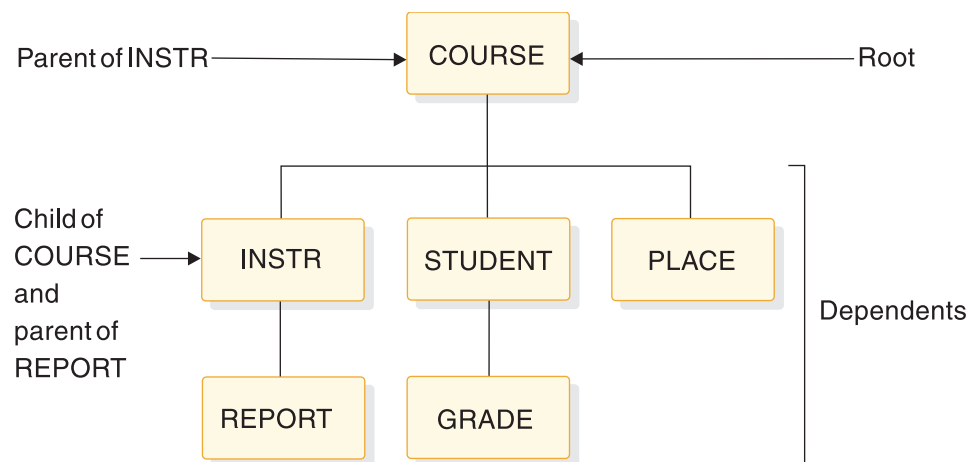 Parent of INSTR
COURSE
Root
Child of
COURSE
and
parent of
REPORT
INSTR
STUDENT
PLACE
Dependents
REPORT
GRADE